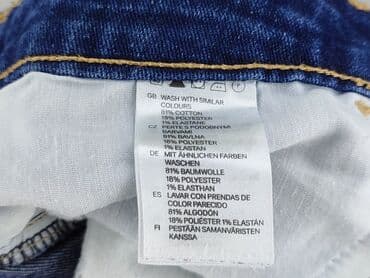 GB WASH WITH SIMILAR
COLOURS
81% COTTON
18% POLYESTER
1% ELASTANE
CZ PERTE S PODOBNÝMI
BARVAMI
81% BAVLNA
18% POLYESTER
1% ELASTAN
DE MIT ÄHNLICHEN FARBEN
WASCHEN
81% BAUMWOLLE
18% POLYESTER
1% ELASTHAN
ES LAVAR CON PRENDAS DE
COLOR PARECIDO
81% ALGODÓN
18% POLIÉSTER 1% ELASTÁN
FI PESTÄÄN SAMANVÄRISTEN
KANSSA